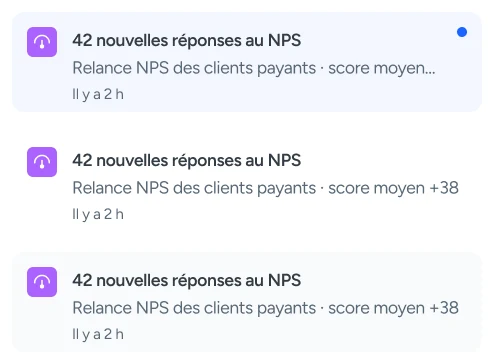 42 nouvelles réponses au NPS
Relance NPS des clients payants · score moyen...
Il y a 2 h
42 nouvelles réponses au NPS
Relance NPS des clients payants · score moyen +38
Il y a 2 h
42 nouvelles réponses au NPS
Relance NPS des clients payants · score moyen +38
Il y a 2 h